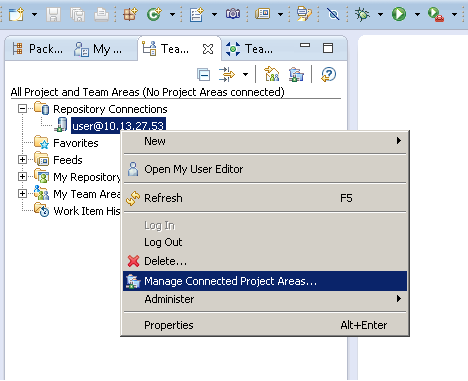 Pack...
My ...
Tea...
Tea...
All Project and Team Areas (No Project Areas connected)
Repository Connections
user@10.13.27.53
Favorites
Feeds
My Repository
My Team Area
Work Item His
New
Open My User Editor
Refresh F5
Log In
Log Out
Delete...
Manage Connected Project Areas...
Administer
Properties Alt+Enter